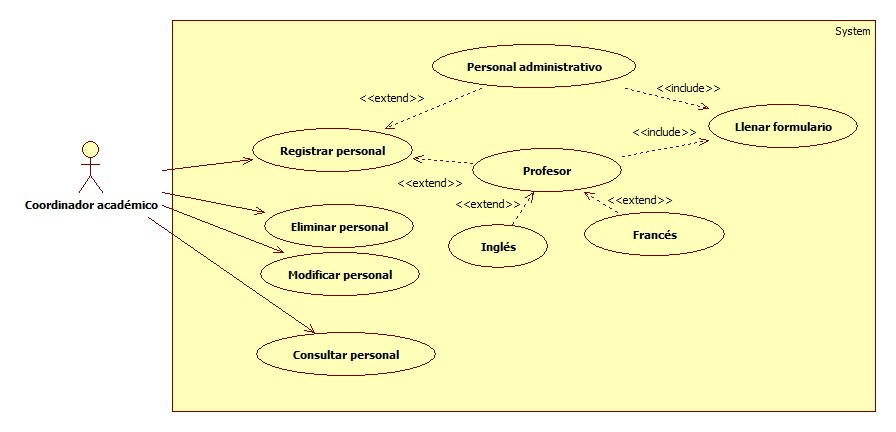 System
Personal administrativo
<<extend>>
<<include>>
Llenar formulario
<<include>>
Registrar personal
Profesor
<<extend>>
Coordinador académico
<<extend>>
<<extend>>
Eliminar personal
Inglés
Francés
Modificar personal
Consultar personal